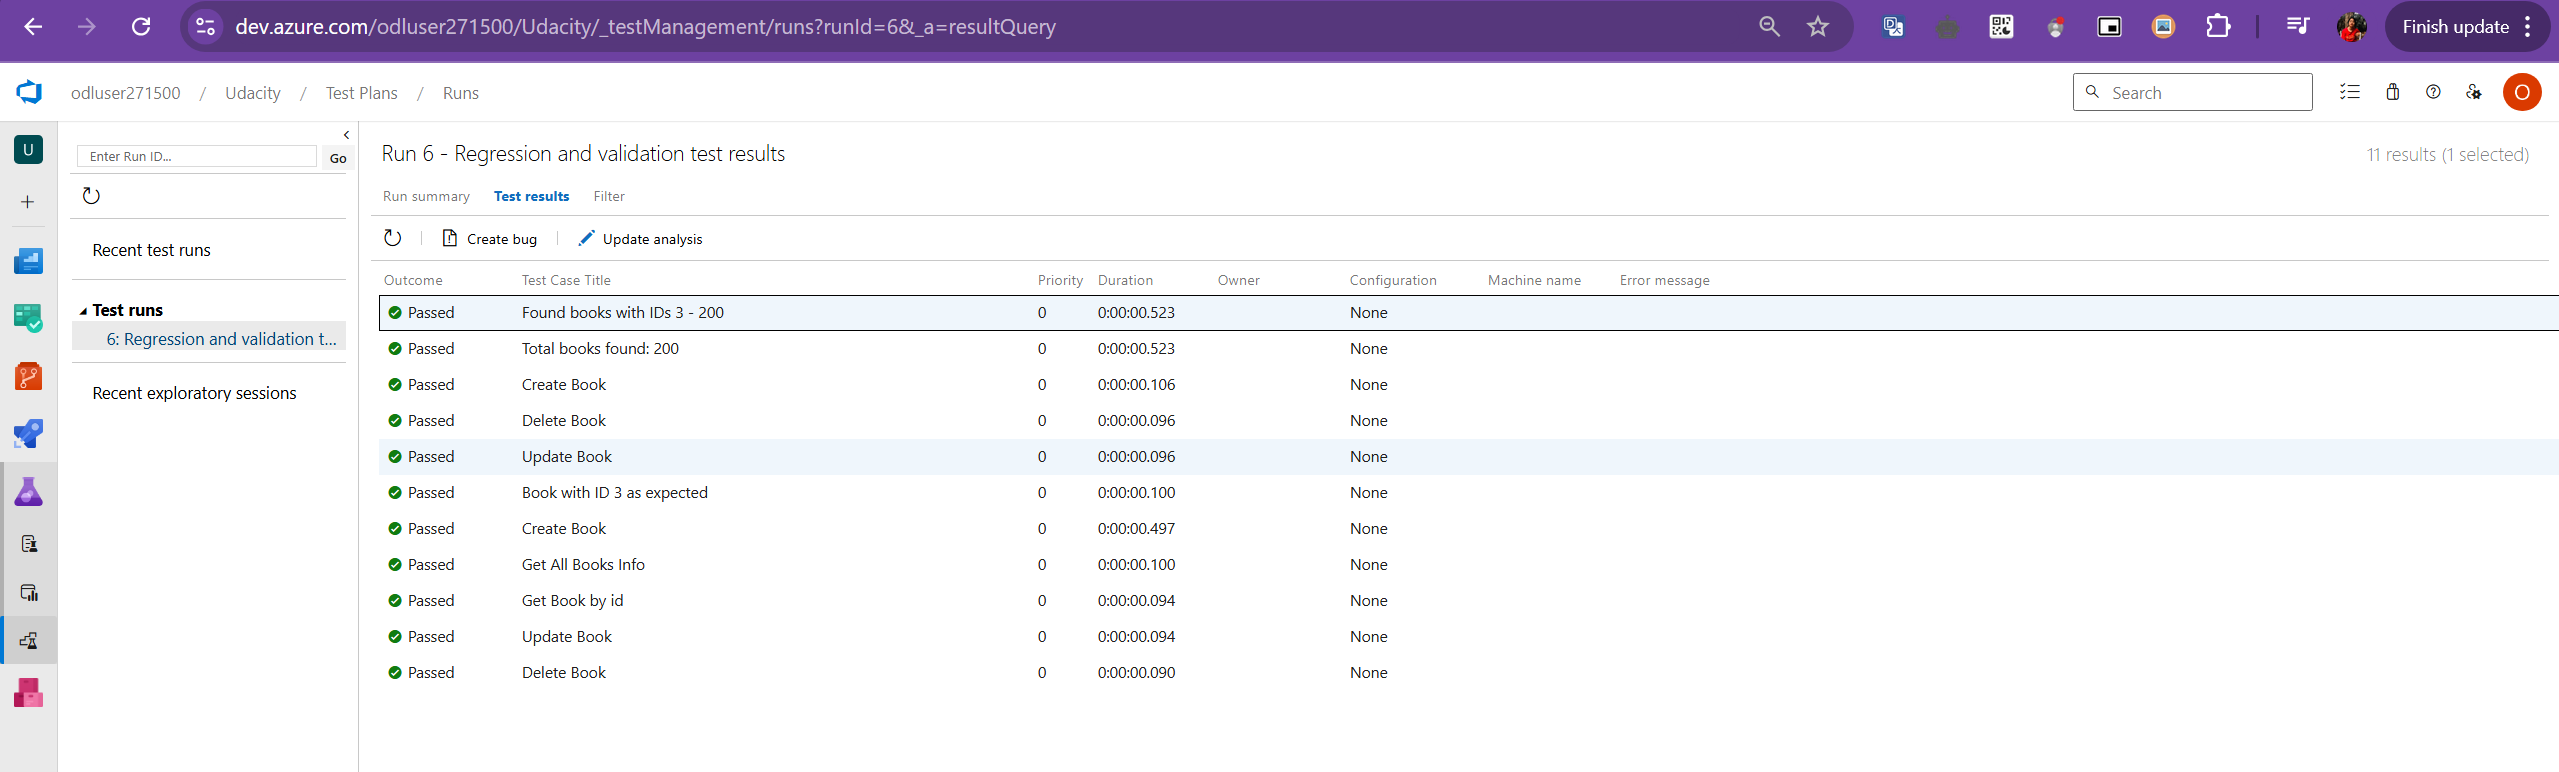 dev.azure.com/odluser271500/Udacity/_testManagement/runs?runId=6&_a=resultQuery
Finish update
odluser271500 / Udacity / Test Plans / Runs
Search
O
U
Enter Run ID...
Go
Recent test runs
Test runs
6: Regression and validation t...
Recent exploratory sessions
Run 6 - Regression and validation test results
11 results (1 selected)
Run summary Test results Filter
Create bug Update analysis
Outcome Test Case Title Priority Duration Owner Configuration Machine name Error message
Passed Found books with IDs 3 - 200 0 0:00:00.523 None
Passed Total books found: 200 0 0:00:00.523 None
Passed Create Book 0 0:00:00.106 None
Passed Delete Book 0 0:00:00.096 None
Passed Update Book 0 0:00:00.096 None
Passed Book with ID 3 as expected 0 0:00:00.100 None
Passed Create Book 0 0:00:00.497 None
Passed Get All Books Info 0 0:00:00.100 None
Passed Get Book by id 0 0:00:00.094 None
Passed Update Book 0 0:00:00.094 None
Passed Delete Book 0 0:00:00.090 None